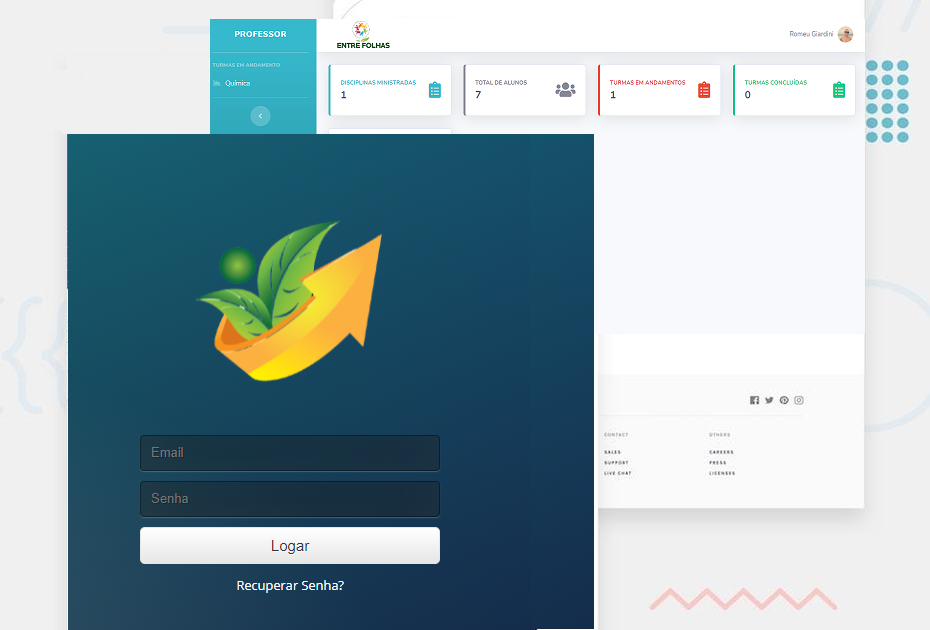 PROFESSOR
ENTRE FOLHAS
Romeu Giardini
TURMAS EM ANDAMENTO
Química
DISCIPLINAS MINISTRADAS
1
TOTAL DE ALUNOS
7
TURMAS EM ANDAMENTOS
1
TURMAS CONCLUÍDAS
0
Email
Senha
Logar
Recuperar Senha?
CONTACT
OTHERS
SALES
CAREERS
SUPPORT
PRESS
LIVE CHAT
LICENSES